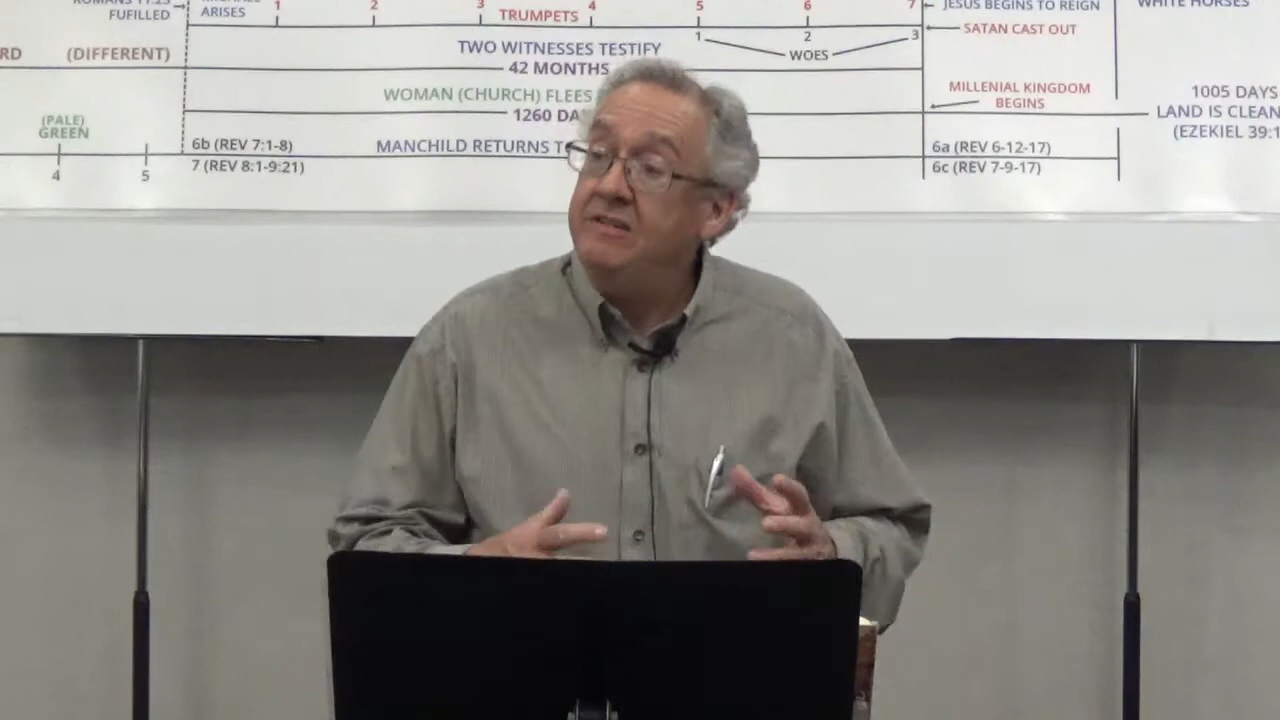 ROMANS 11:25
FUFILLED
ARISES
1 2 3 4 5 6 7
TRUMPETS
JESUS BEGINS TO REIGN
WHITE HORSES
1 2 3
WOES
SATAN CAST OUT
RD (DIFFERENT)
TWO WITNESSES TESTIFY
42 MONTHS
WOMAN (CHURCH) FLEES
1260 DA
MILLENIAL KINGDOM
BEGINS
1005 DAYS
LAND IS CLEAN
(EZEKIEL 39:1
(PALE)
GREEN
4 5
6b (REV 7:1-8)
7 (REV 8:1-9:21)
MANCHILD RETURNS T
6a (REV 6-12-17)
6c (REV 7-9-17)